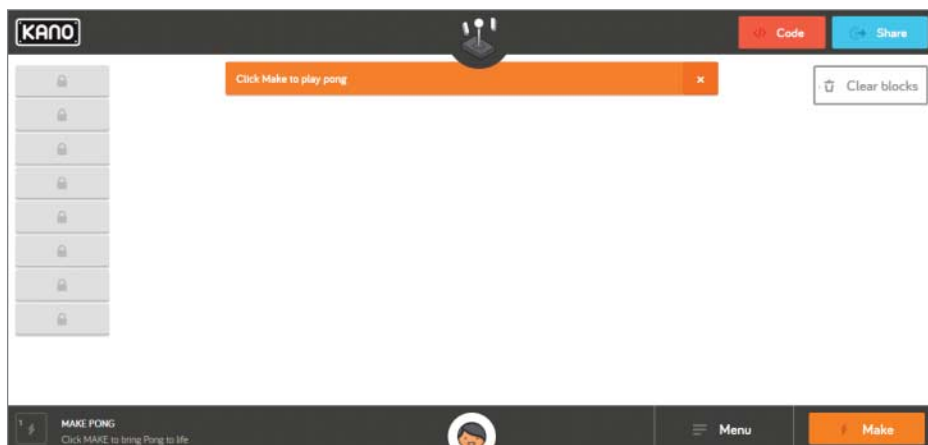 KANO
Code
Share
Click Make to play pong
×
Clear blocks
1
MAKE PONG
Click MAKE to bring Pong to life
Menu
Make